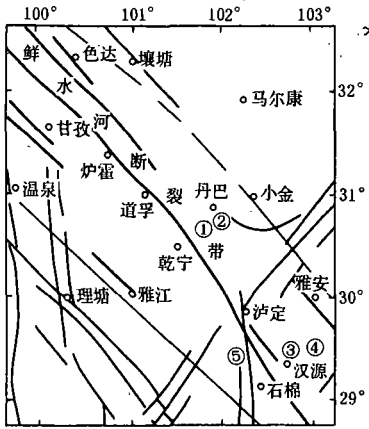 100° 101° 102° 103°
鲜 色达 壤塘
水 马尔康 32°
甘孜 河
炉霍 断
温泉 道孚 裂 丹巴 小金 31°
① ②
乾宁 带
雅安
理塘 雅江 30°
泸定
③ ④
⑤ 汉源
石棉 29°